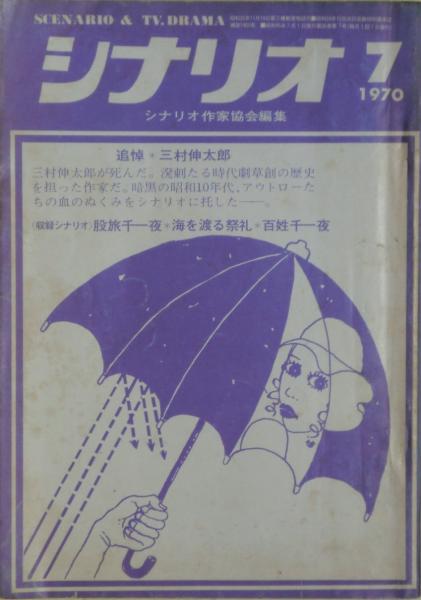 SCENARIO & TV. DRAMA
シナリオ
7
1970
シナリオ作家協会編集
追悼*三村伸太郎
三村伸太郎が死んだ。溌剌たる時代劇草創の歴史
を担った作家だ。暗黒の昭和10年代、アウトローた
ちの血のぬくみをシナリオに托した――。
(収録シナリオ)股旅千一夜*海を渡る祭礼*百姓千一夜